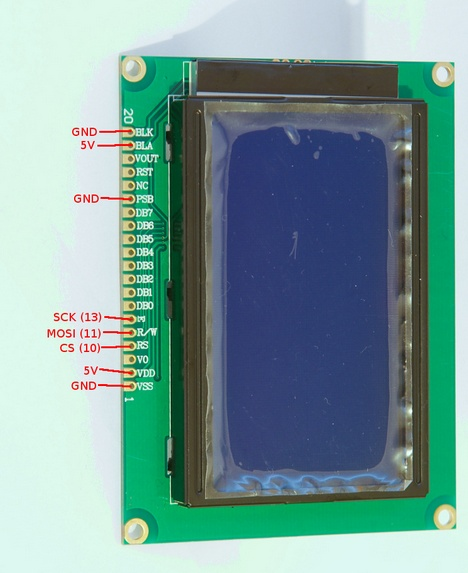 20
GND BLK
5V BLA
VOUT
RST
NC
GND PSB
DB7
DB6
DB5
DB4
DB3
DB2
DB1
DB0
SCK (13) E
MOSI (11) R/W
CS (10) RS
V0
5V VDD
GND VSS
1